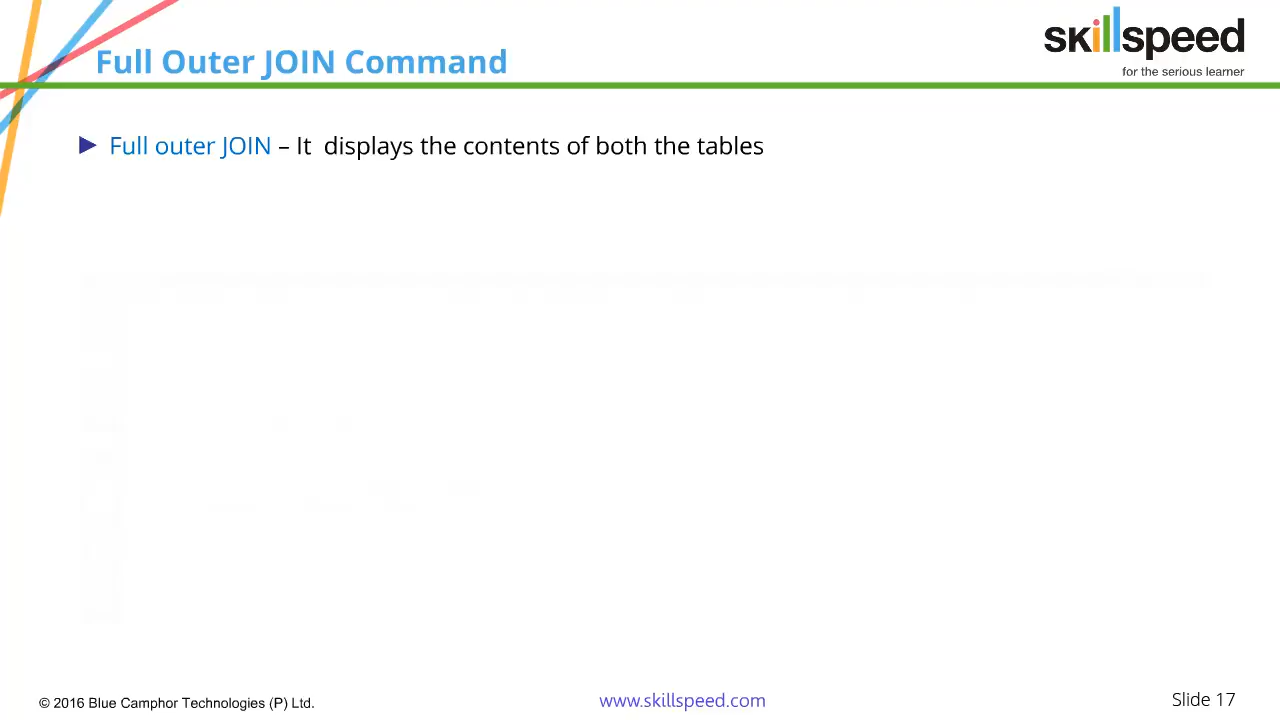 Full Outer JOIN Command
skillspeed
for the serious learner
► Full outer JOIN – It  displays the contents of both the tables
© 2016 Blue Camphor Technologies (P) Ltd.
www.skillspeed.com
Slide 17